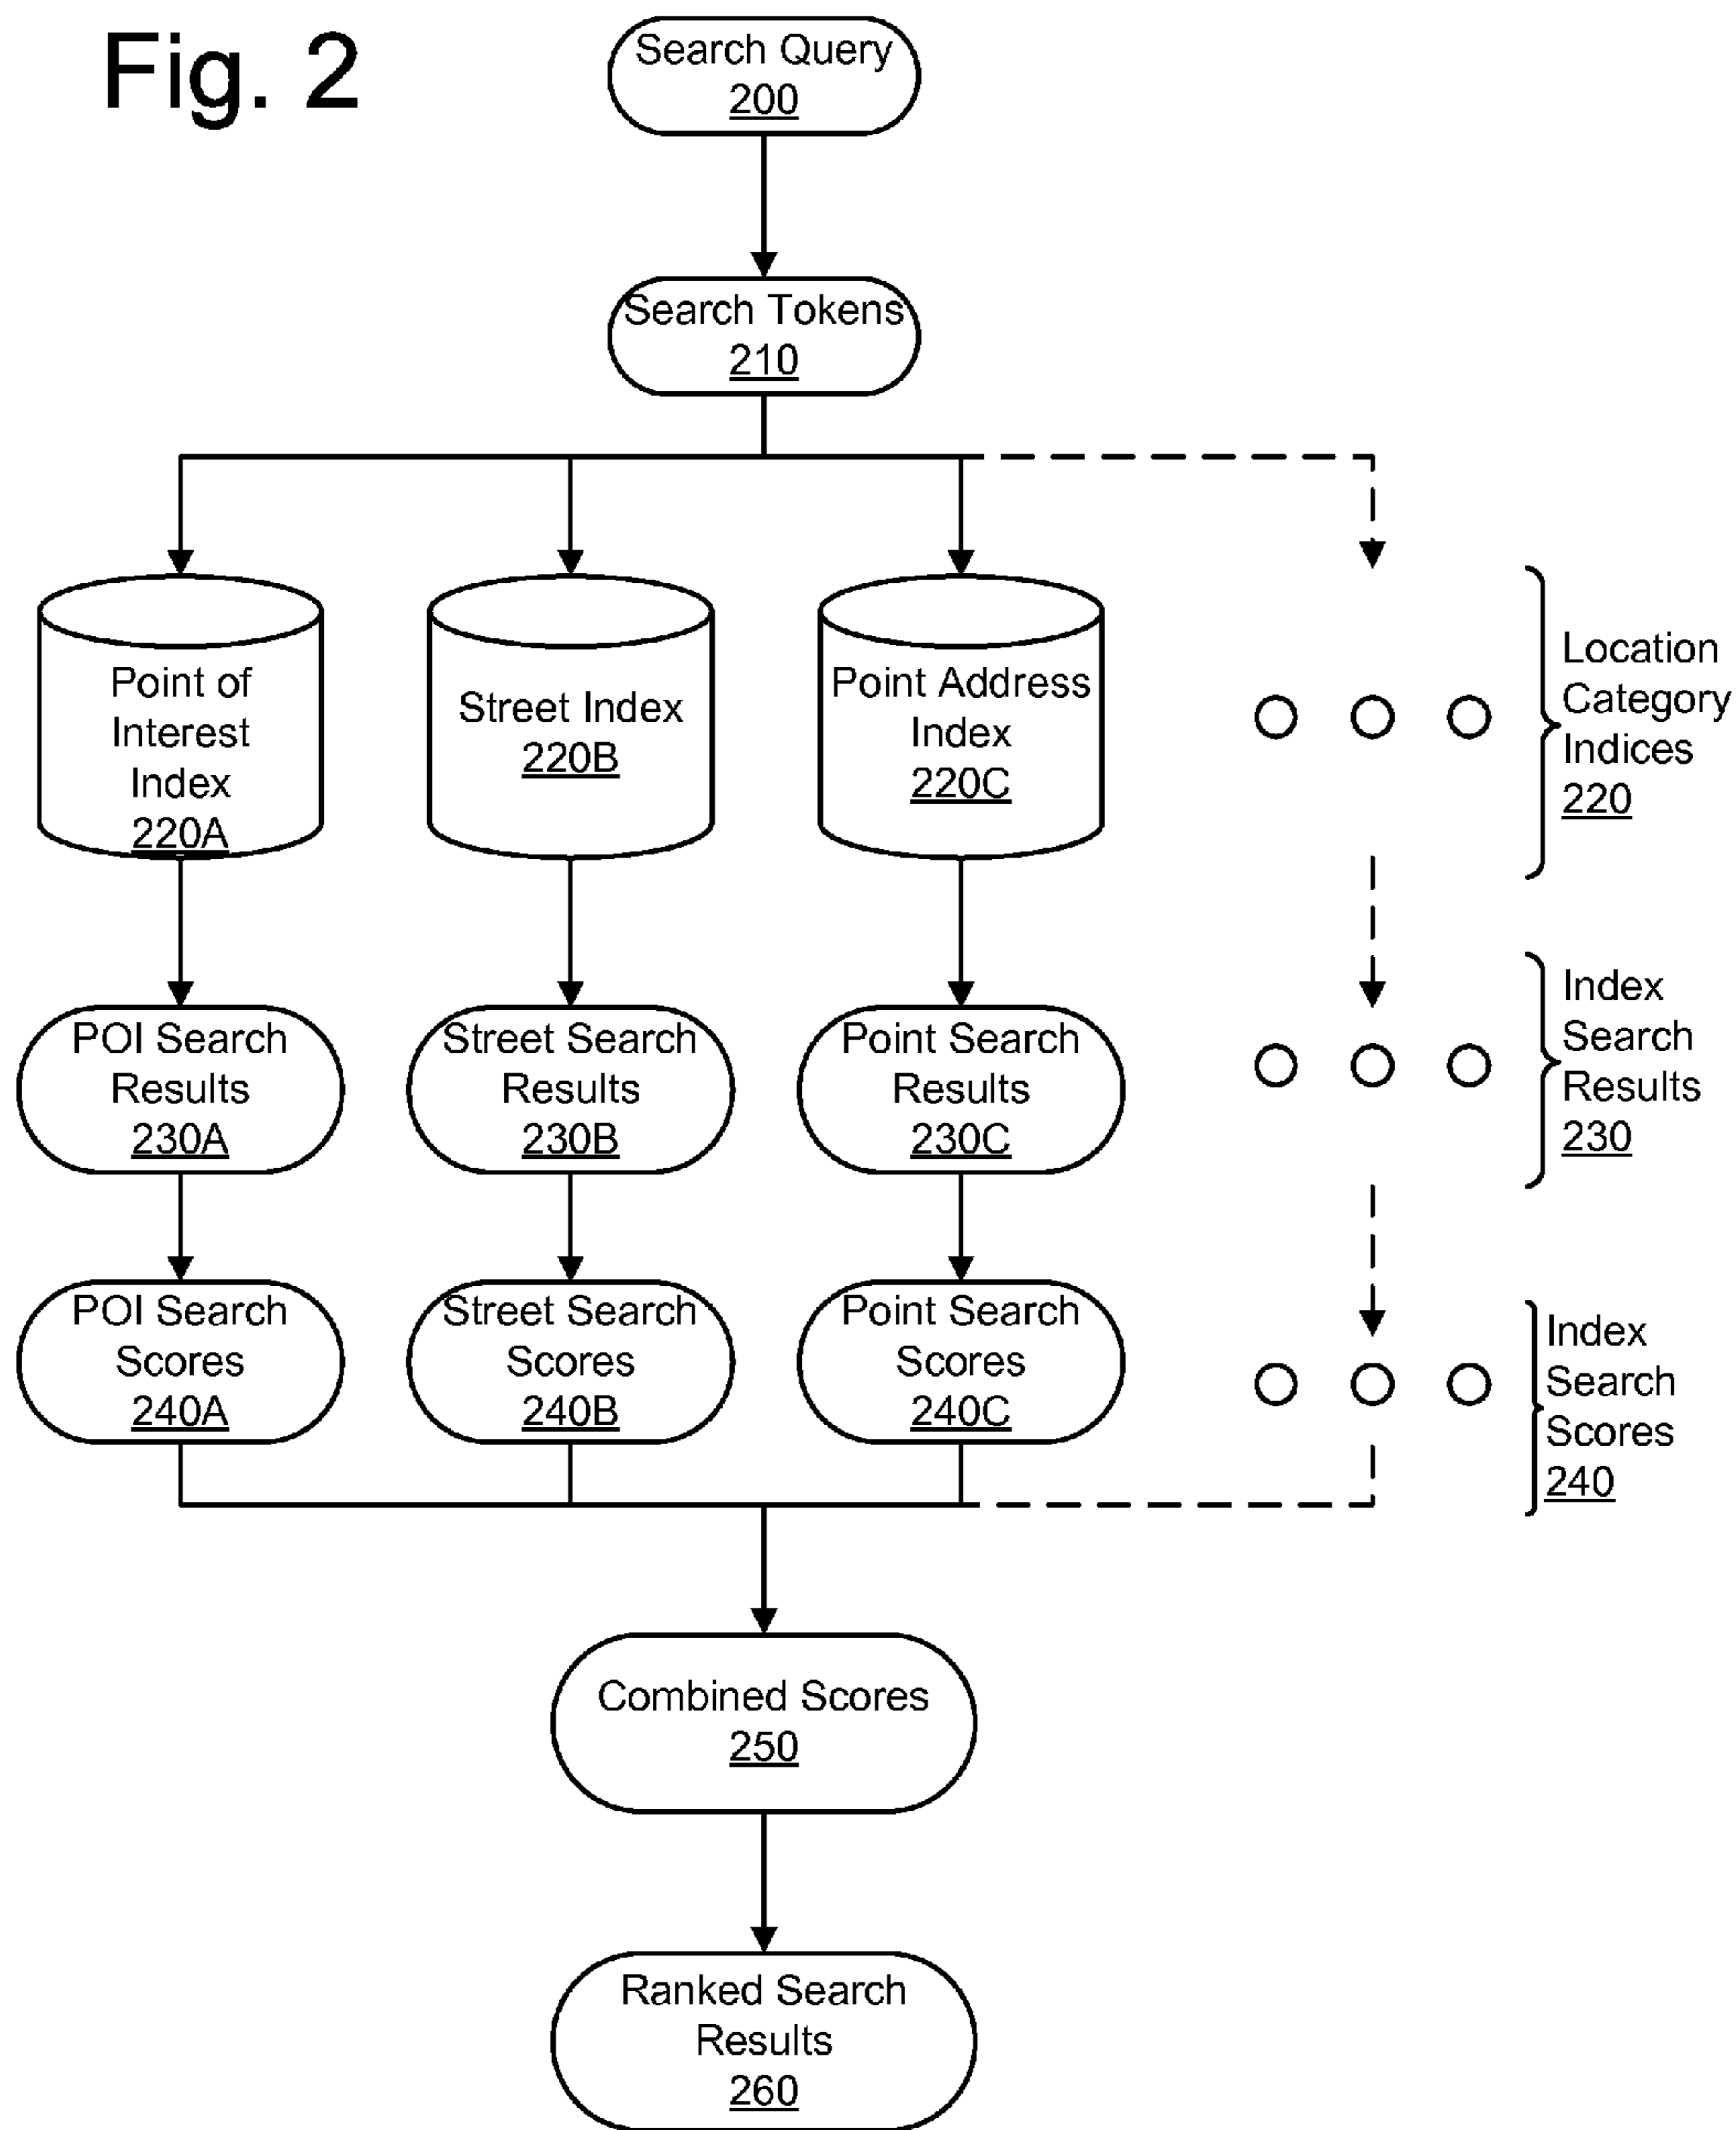 Fig. 2
Search Query
200
Search Tokens
210
Point of
Interest
Index
220A
Street Index
220B
Point Address
Index
220C
Location
Category
Indices
220
POI Search
Results
230A
Street Search
Results
230B
Point Search
Results
230C
Index
Search
Results
230
POI Search
Scores
240A
Street Search
Scores
240B
Point Search
Scores
240C
Index
Search
Scores
240
Combined Scores
250
Ranked Search
Results
260